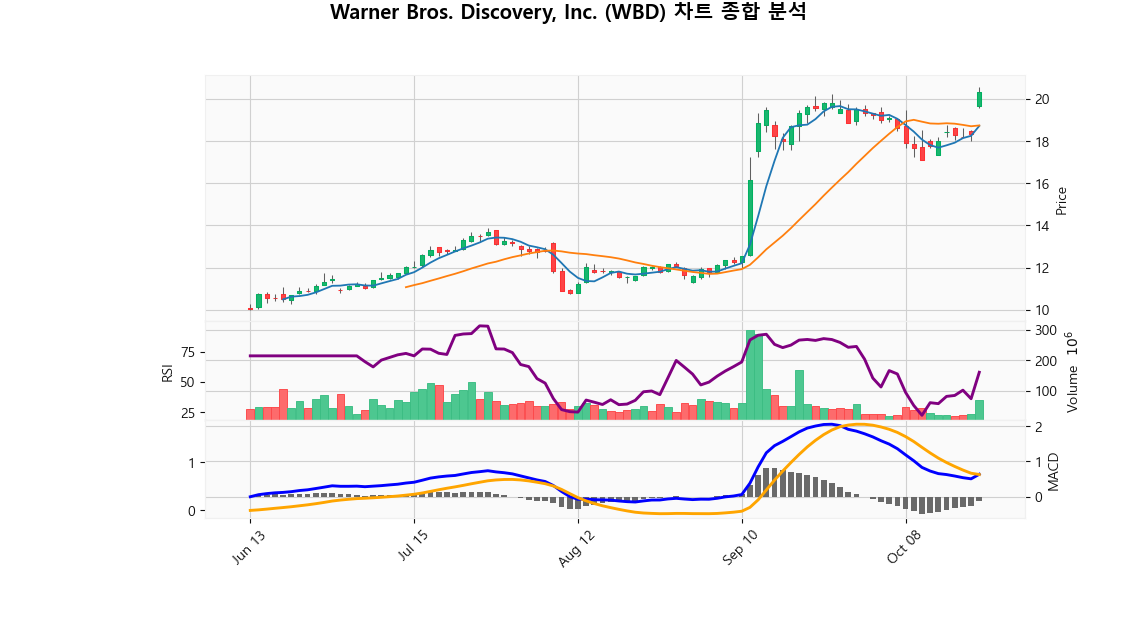 Warner Bros. Discovery, Inc. (WBD) 차트 종합 분석
20
18
16
14
12
10
Price
75
50
25
RSI
300
200
100
Volume 10^6
1
0
2
1
0
MACD
Jun 13
Jul 15
Aug 12
Sep 10
Oct 08